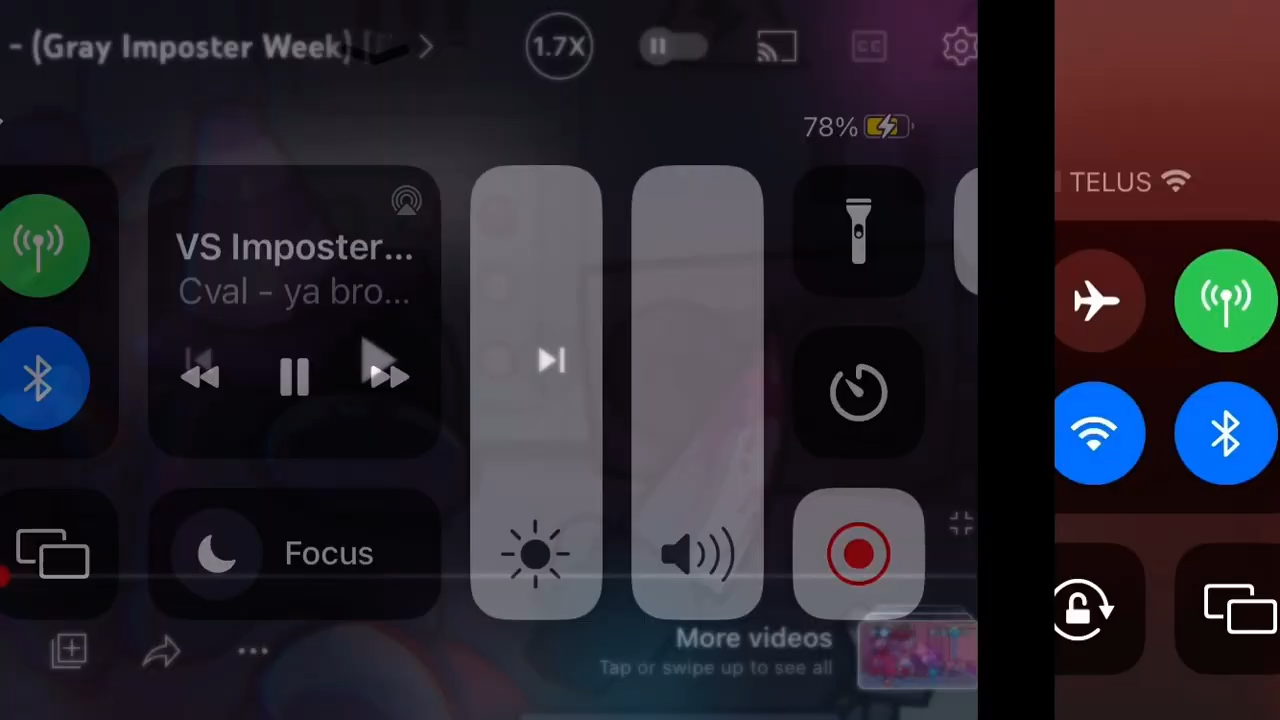 - (Gray Imposter Week)
1.7X
CC
78%
TELUS
VS Imposter...
Cval - ya bro...
Focus
More videos
Tap or swipe up to see all